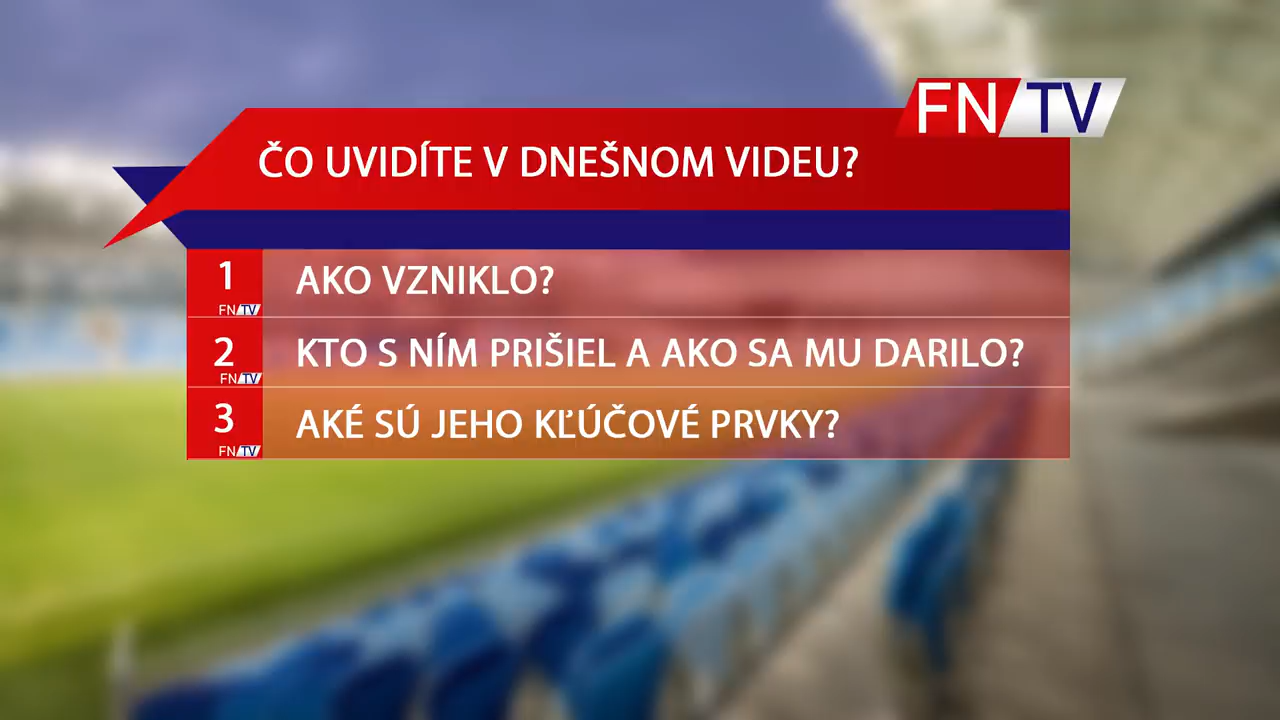 FN TV
ČO UVIDÍTE V DNEŠNOM VIDEU?
1 AKO VZNIKLO?
FN TV
2 KTO S NÍM PRIŠIEL A AKO SA MU DARILO?
FN TV
3 AKÉ SÚ JEHO KĽÚČOVÉ PRVKY?
FN TV